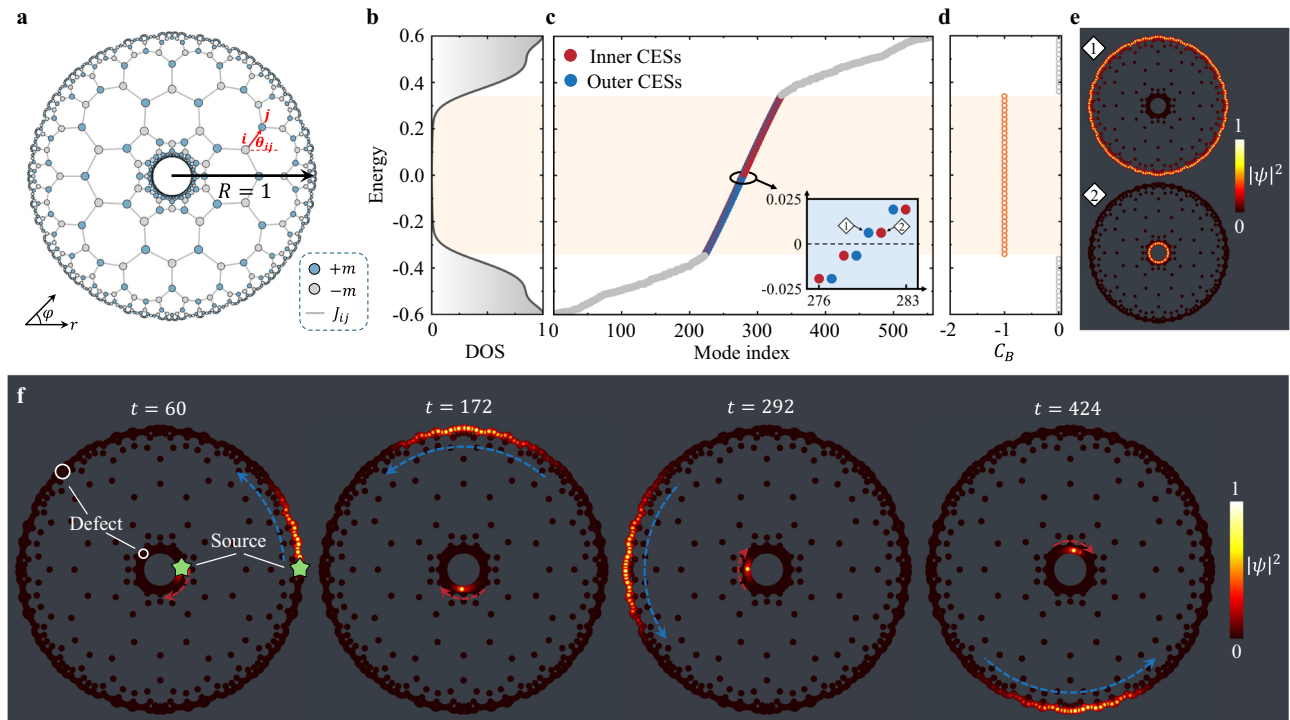 a
j
i
θij
R = 1
φ
r
+m
−m
Jij
b
0.6
0.4
0.2
0.0
-0.2
-0.4
-0.6
Energy
0
1
DOS
c
Inner CESs
Outer CESs
0.025
0
-0.025
1
2
276
283
0
100
200
300
400
500
Mode index
d
-2
-1
0
C_B
e
1
2
1
|ψ|²
0
f
t = 60
t = 172
t = 292
t = 424
Defect
Source
1
|ψ|²
0